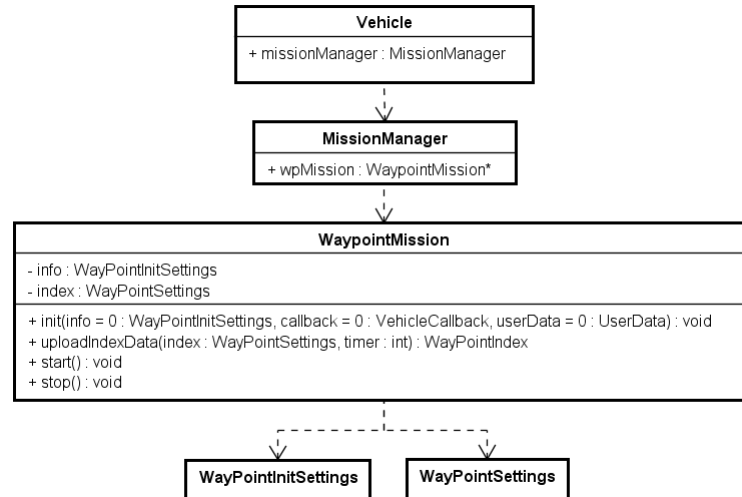 Vehicle
+ missionManager : MissionManager
MissionManager
+ wpMission : WaypointMission*
WaypointMission
- info : WayPointInitSettings
- index : WayPointSettings
+ init(info = 0 : WayPointInitSettings, callback = 0 : VehicleCallback, userData = 0 : UserData) : void
+ uploadIndexData(index : WayPointSettings, timer : int) : WayPointIndex
+ start() : void
+ stop() : void
WayPointInitSettings
WayPointSettings